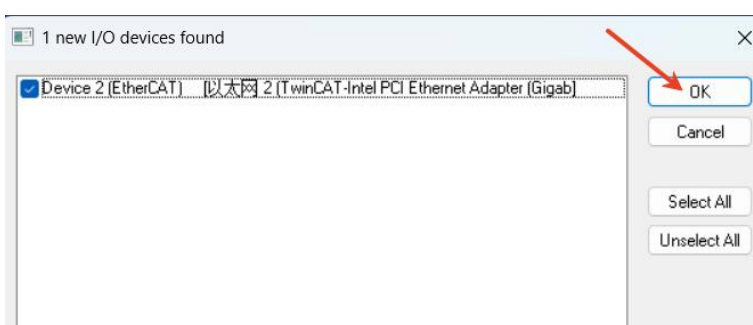 1 new I/O devices found
Device 2 (EtherCAT) [以太网 2 (TwinCAT-Intel PCI Ethernet Adapter (Gigab]
OK
Cancel
Select All
Unselect All